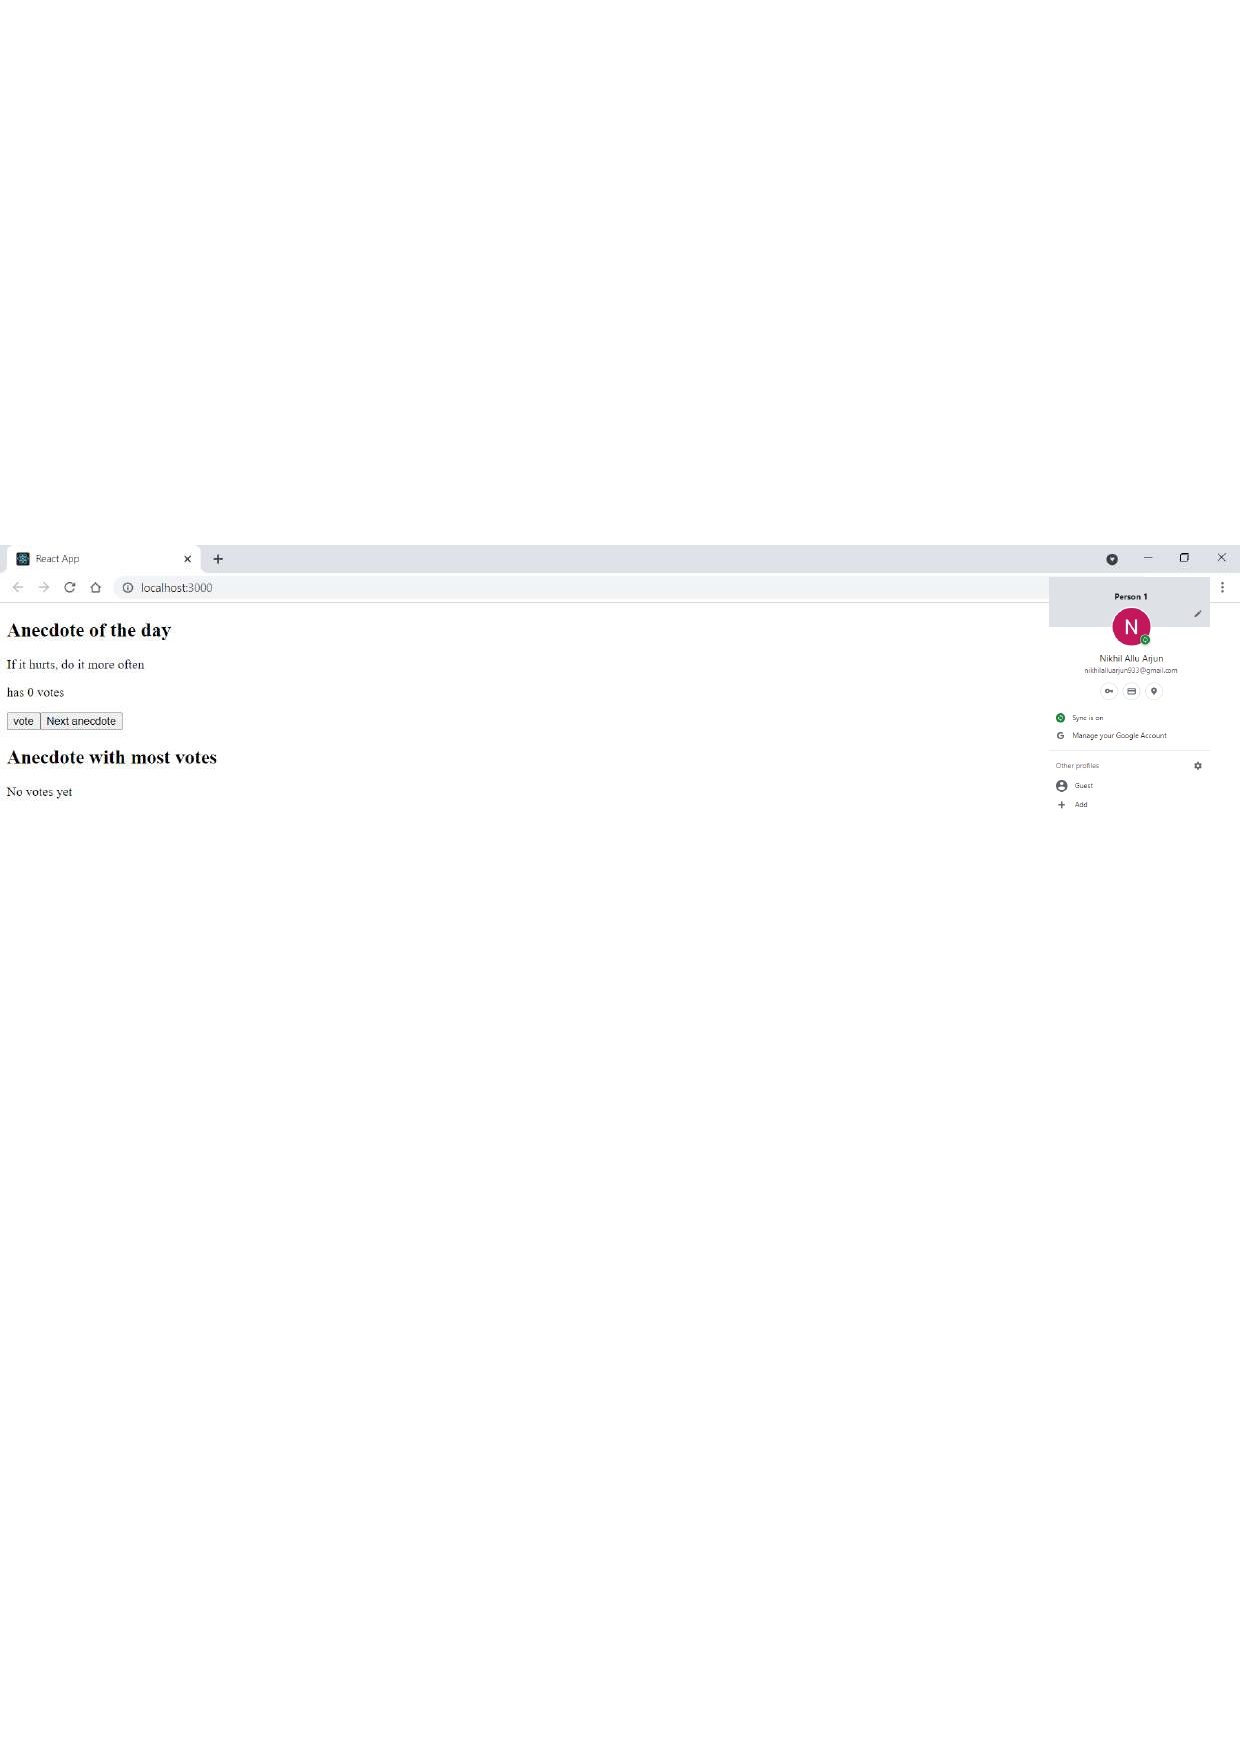 React App
localhost:3000
Anecdote of the day
If it hurts, do it more often
has 0 votes
vote Next anecdote
Anecdote with most votes
No votes yet
Person 1
N
Nikhil Allu Arjun
nikhilalluarjun933@gmail.com
Sync is on
G Manage your Google Account
Other profiles
Guest
Add